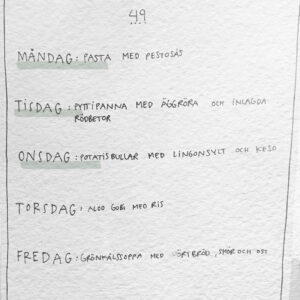 49
MÅNDAG: PASTA MED PESTOSÅS
TISDAG: PYTTIPANNA MED ÄGGRÖRA OCH INLAGDA
RÖDBETOR
ONSDAG: POTATISBULLAR MED LINGONSYLT OCH KESO
TORSDAG: ALOO GOBI MED RIS
FREDAG: GRÖNKÅLSSOPPA MED ÖRTBRÖD, SMÖR OCH OST